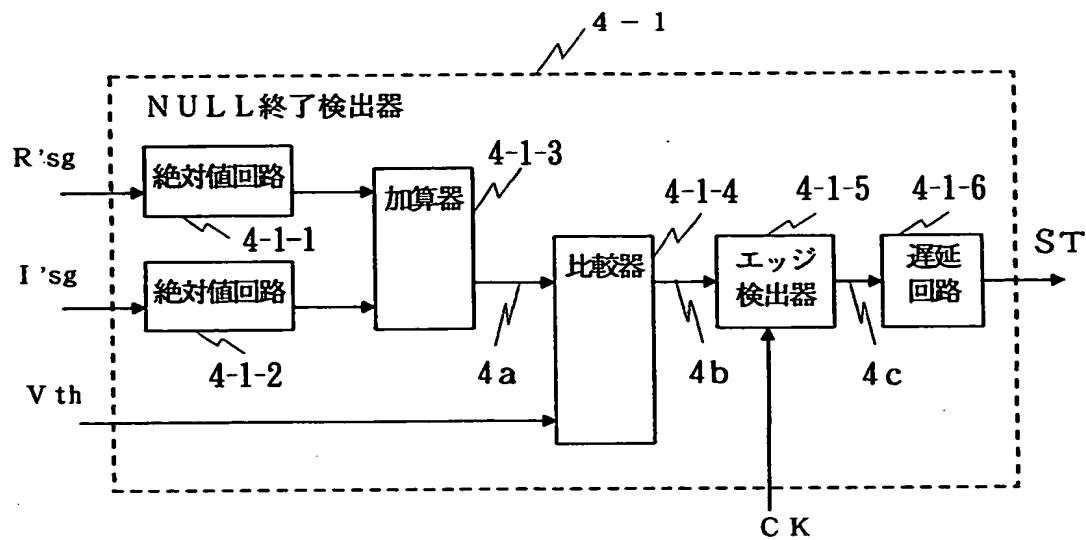 4-1
NULL終了検出器
R'sg
絶対値回路
4-1-1
I'sg
絶対値回路
4-1-2
加算器
4-1-3
4a
Vth
比較器
4-1-4
4b
エッジ
検出器
4-1-5
4c
遅延
回路
4-1-6
ST
CK